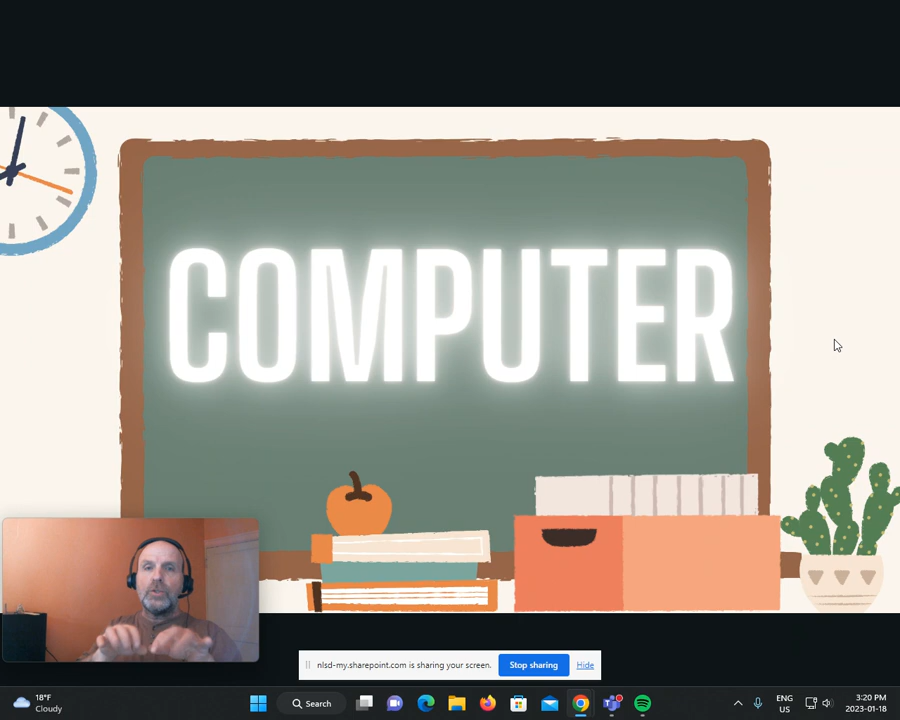 COMPUTER
nlsd-my.sharepoint.com is sharing your screen. Stop sharing Hide
18°F
Cloudy
Search
ENG
US
3:20 PM
2023-01-18